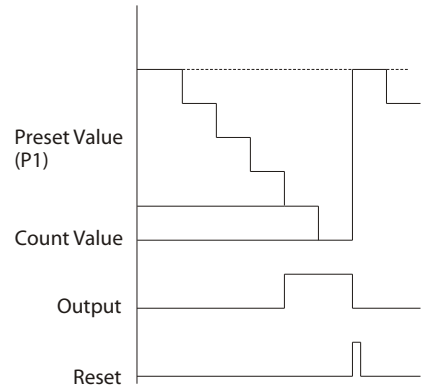 Preset Value
(P1)
Count Value
Output
Reset